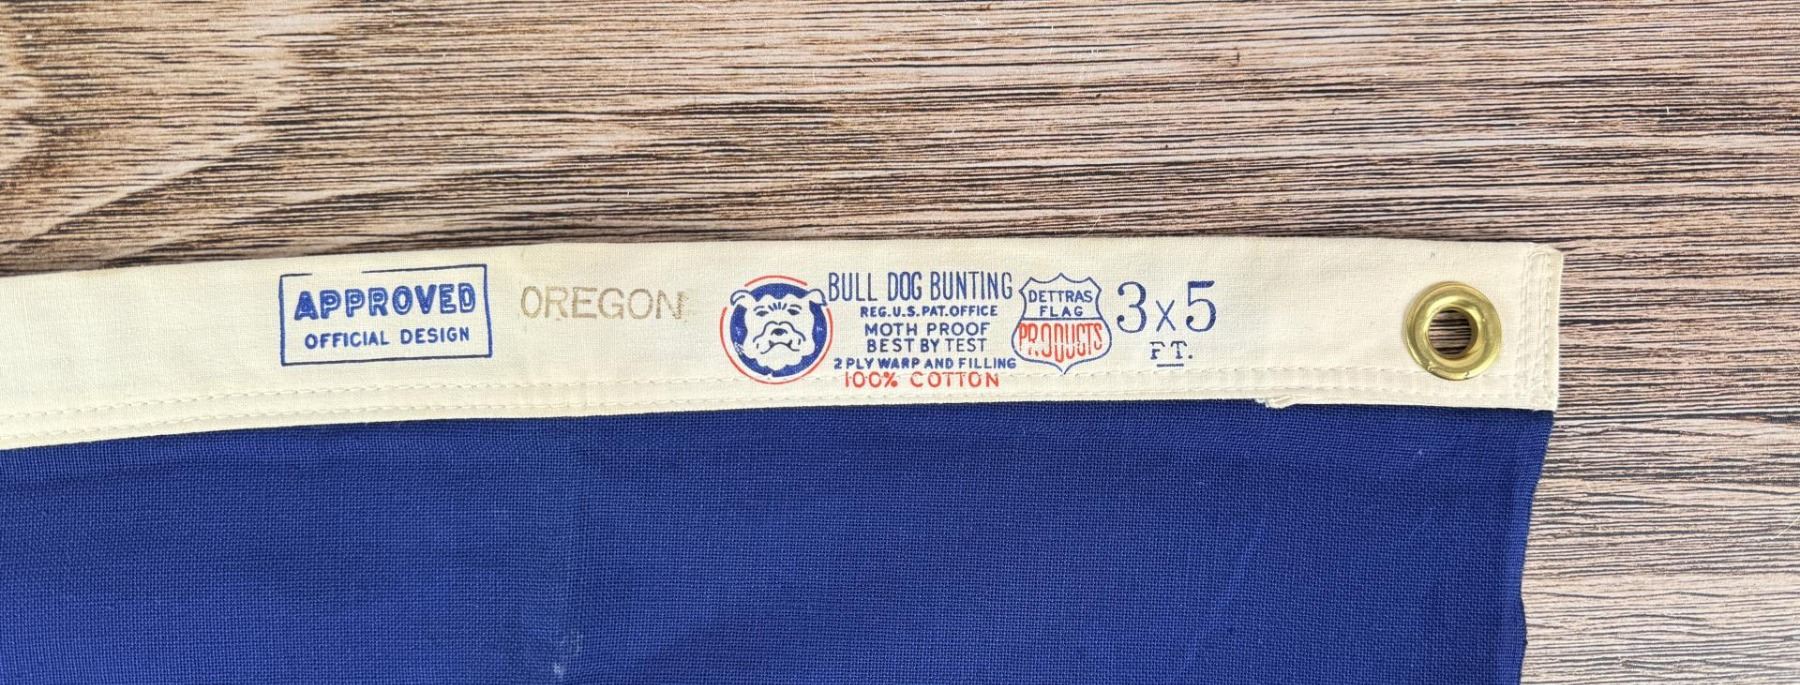 APPROVED
OFFICIAL DESIGN
OREGON
BULL DOG BUNTING
REG.U.S.PAT.OFFICE
MOTH PROOF
BEST BY TEST
2 PLY WARP AND FILLING
100% COTTON
DETTRAS
FLAG
PRODUCTS
3x5
FT.